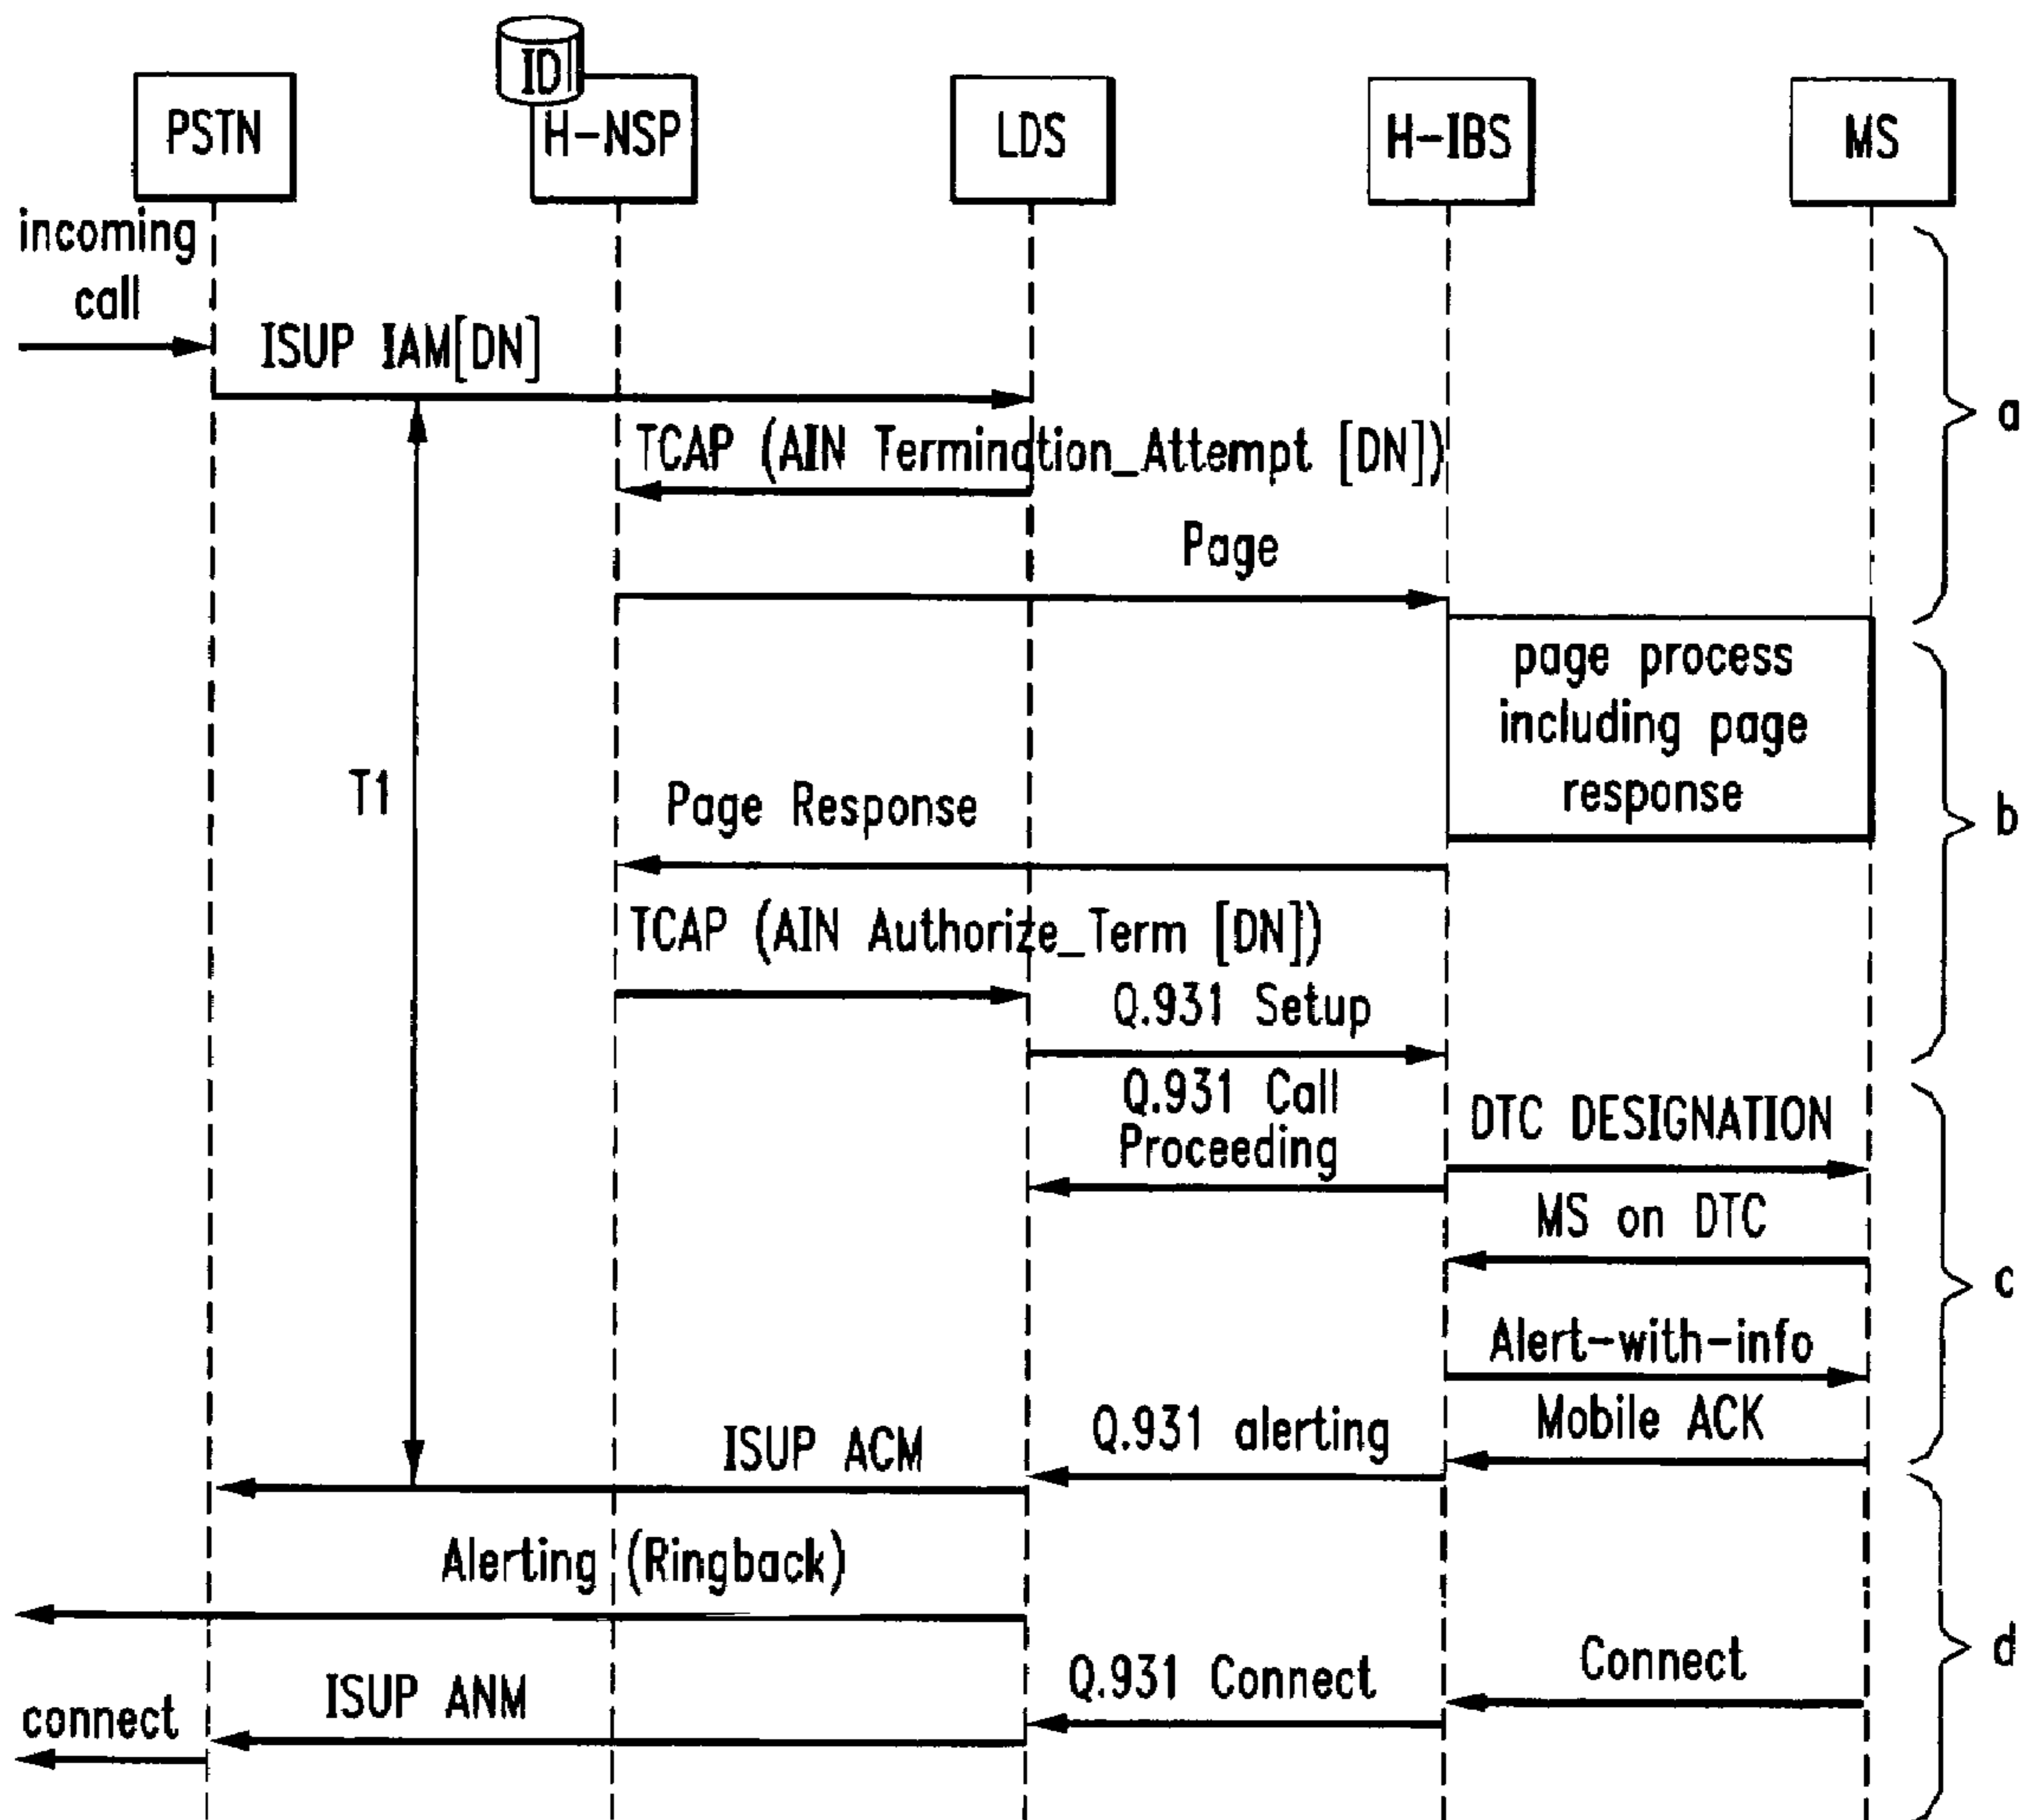 ID
PSTN
H-NSP
LDS
H-IBS
MS
incoming
call
ISUP IAM[DN]
a
TCAP (AIN Termination_Attempt [DN])
Page
page process
including page
response
T1
Page Response
b
TCAP (AIN Authorize_Term [DN])
Q.931 Setup
Q.931 Call
Proceeding
DTC DESIGNATION
MS on DTC
c
Alert-with-info
Mobile ACK
Q.931 alerting
ISUP ACM
Alerting (Ringback)
d
Connect
Q.931 Connect
ISUP ANM
connect